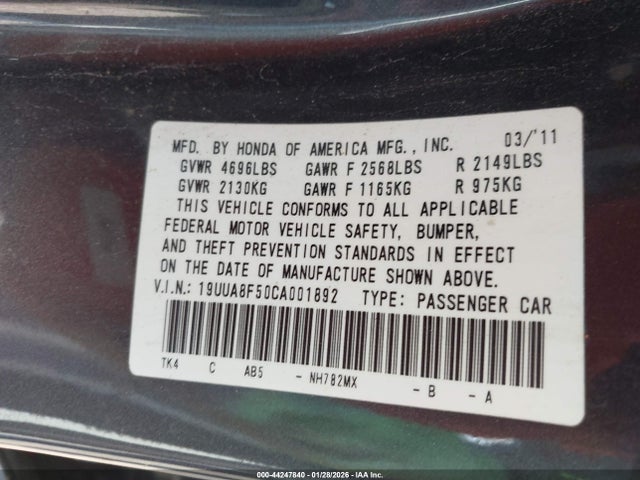 MFD. BY HONDA OF AMERICA MFG., INC. 03/'11
GVWR 4696LBS GAWR F 2568LBS R 2149LBS
GVWR 2130KG GAWR F 1165KG R 975KG
THIS VEHICLE CONFORMS TO ALL APPLICABLE
FEDERAL MOTOR VEHICLE SAFETY, BUMPER,
AND THEFT PREVENTION STANDARDS IN EFFECT
ON THE DATE OF MANUFACTURE SHOWN ABOVE.
V.I.N.: 19UUA8F50CA001892 TYPE: PASSENGER CAR
TK4 C AB5 - NH782MX - B - A
000-44247840 - 01/28/2026 - IAA Inc.